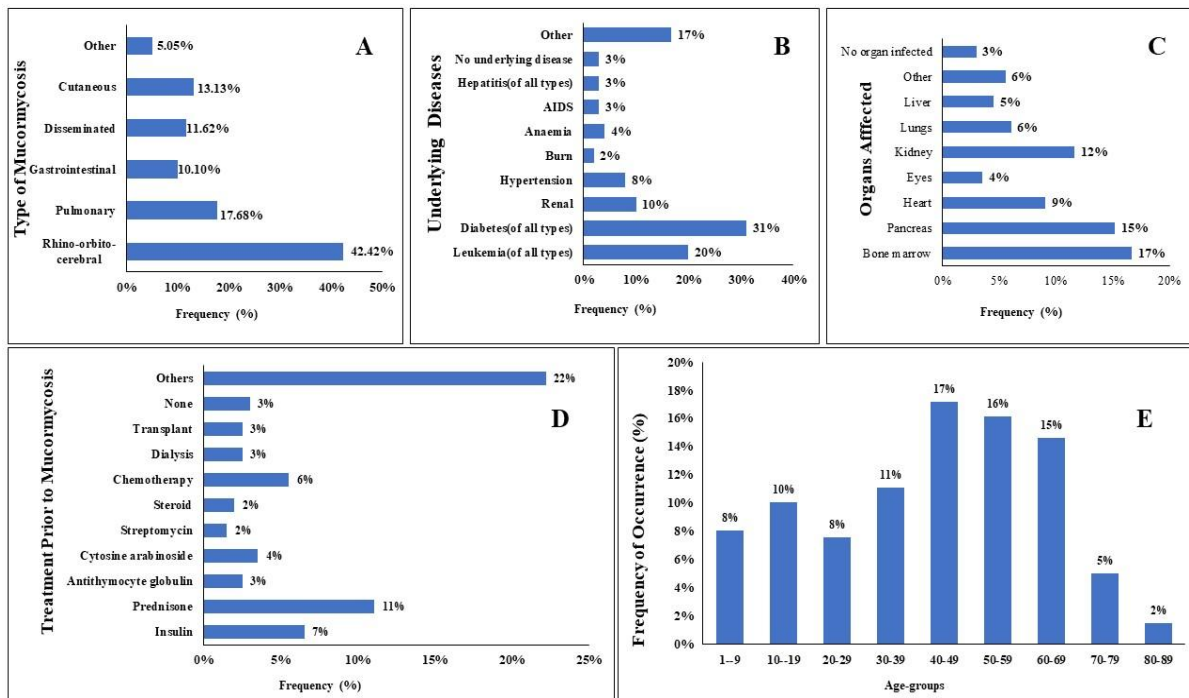 A
Type of Mucormycosis
Other 5.05%
Cutaneous 13.13%
Disseminated 11.62%
Gastrointestinal 10.10%
Pulmonary 17.68%
Rhino-orbito-
cerebral 42.42%
0% 10% 20% 30% 40% 50%
Frequency (%)
B
Underlying Diseases
Other 17%
No underlying disease 3%
Hepatitis(of all types) 3%
AIDS 3%
Anaemia 4%
Burn 2%
Hypertension 8%
Renal 10%
Diabetes(of all types) 31%
Leukemia(of all types) 20%
0% 10% 20% 30% 40%
Frequency (%)
C
Organs Afffected
No organ infected 3%
Other 6%
Liver 5%
Lungs 6%
Kidney 12%
Eyes 4%
Heart 9%
Pancreas 15%
Bone marrow 17%
0% 5% 10% 15% 20%
Frequency (%)
D
Treatment Prior to Mucormycosis
Others 22%
None 3%
Transplant 3%
Dialysis 3%
Chemotherapy 6%
Steroid 2%
Streptomycin 2%
Cytosine arabinoside 4%
Antithymocyte globulin 3%
Prednisone 11%
Insulin 7%
0% 5% 10% 15% 20% 25%
Frequency (%)
E
Frequency of Occurrence (%)
20%
18%
16%
14%
12%
10%
8%
6%
4%
2%
0%
8% 10% 8% 11% 17% 16% 15% 5% 2%
1--9 10--19 20-29 30-39 40-49 50-59 60-69 70-79 80-89
Age-groups